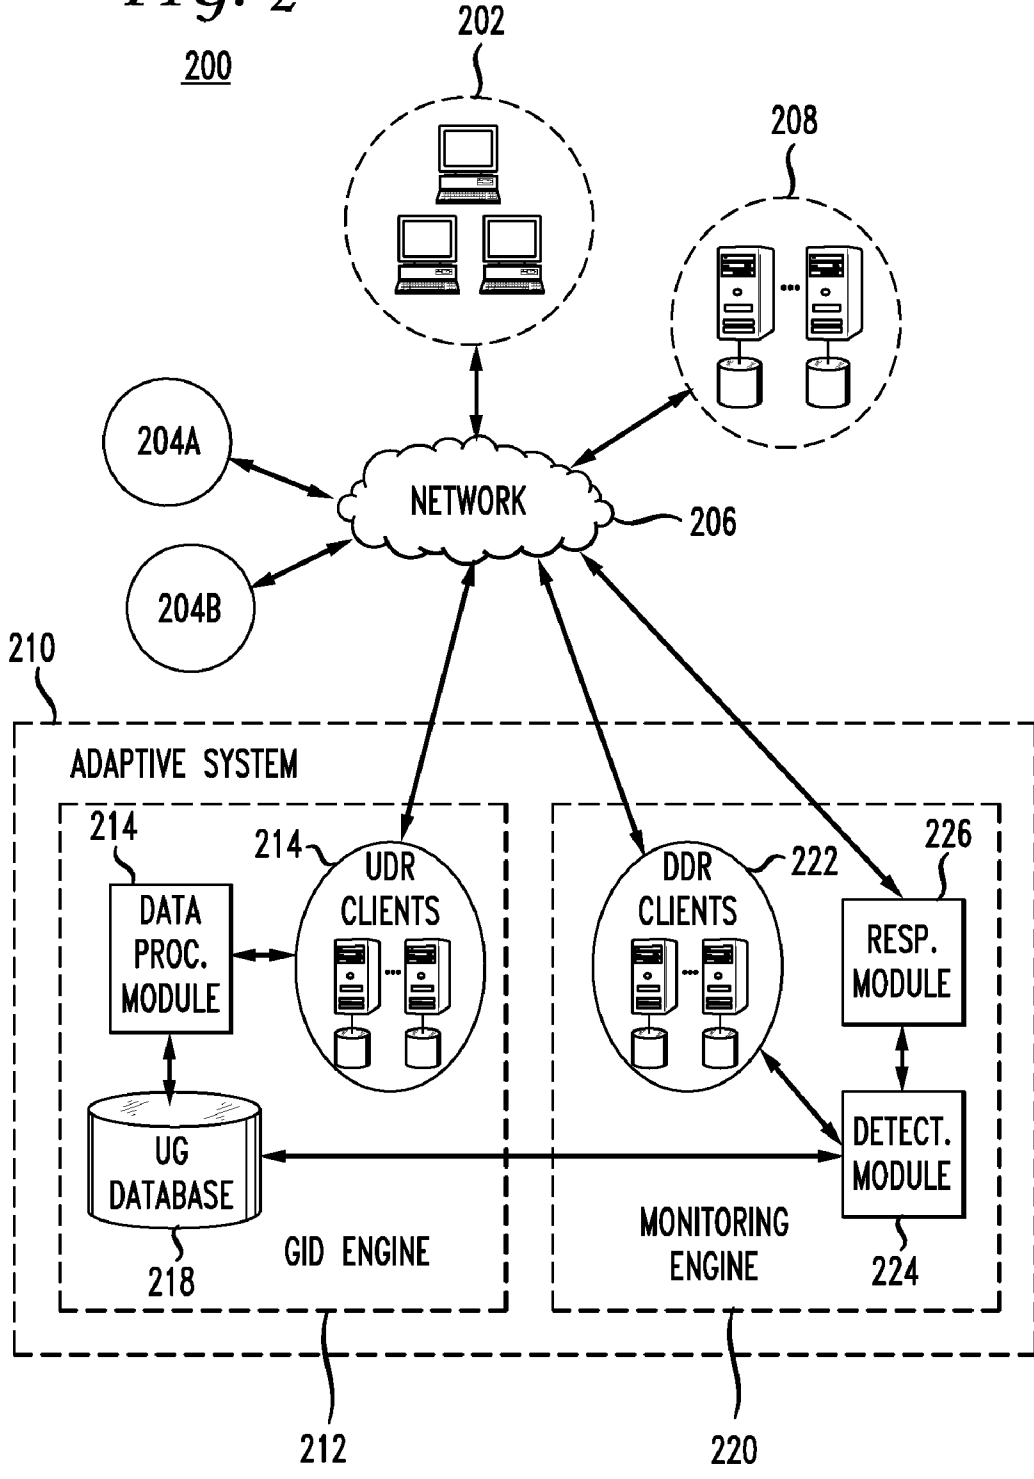 Fig. 2
200
202
208
204A
NETWORK
206
204B
210
ADAPTIVE SYSTEM
214
214
UDR
CLIENTS
DATA
PROC.
MODULE
DDR
CLIENTS
222
226
RESP.
MODULE
UG
DATABASE
DETECT.
MODULE
218
GID ENGINE
MONITORING
ENGINE
224
212
220